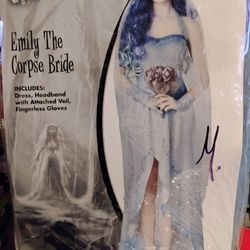 Emily The
Corpse Bride
INCLUDES:
Dress, Headband
with Attached Veil,
Fingerless Gloves
M.